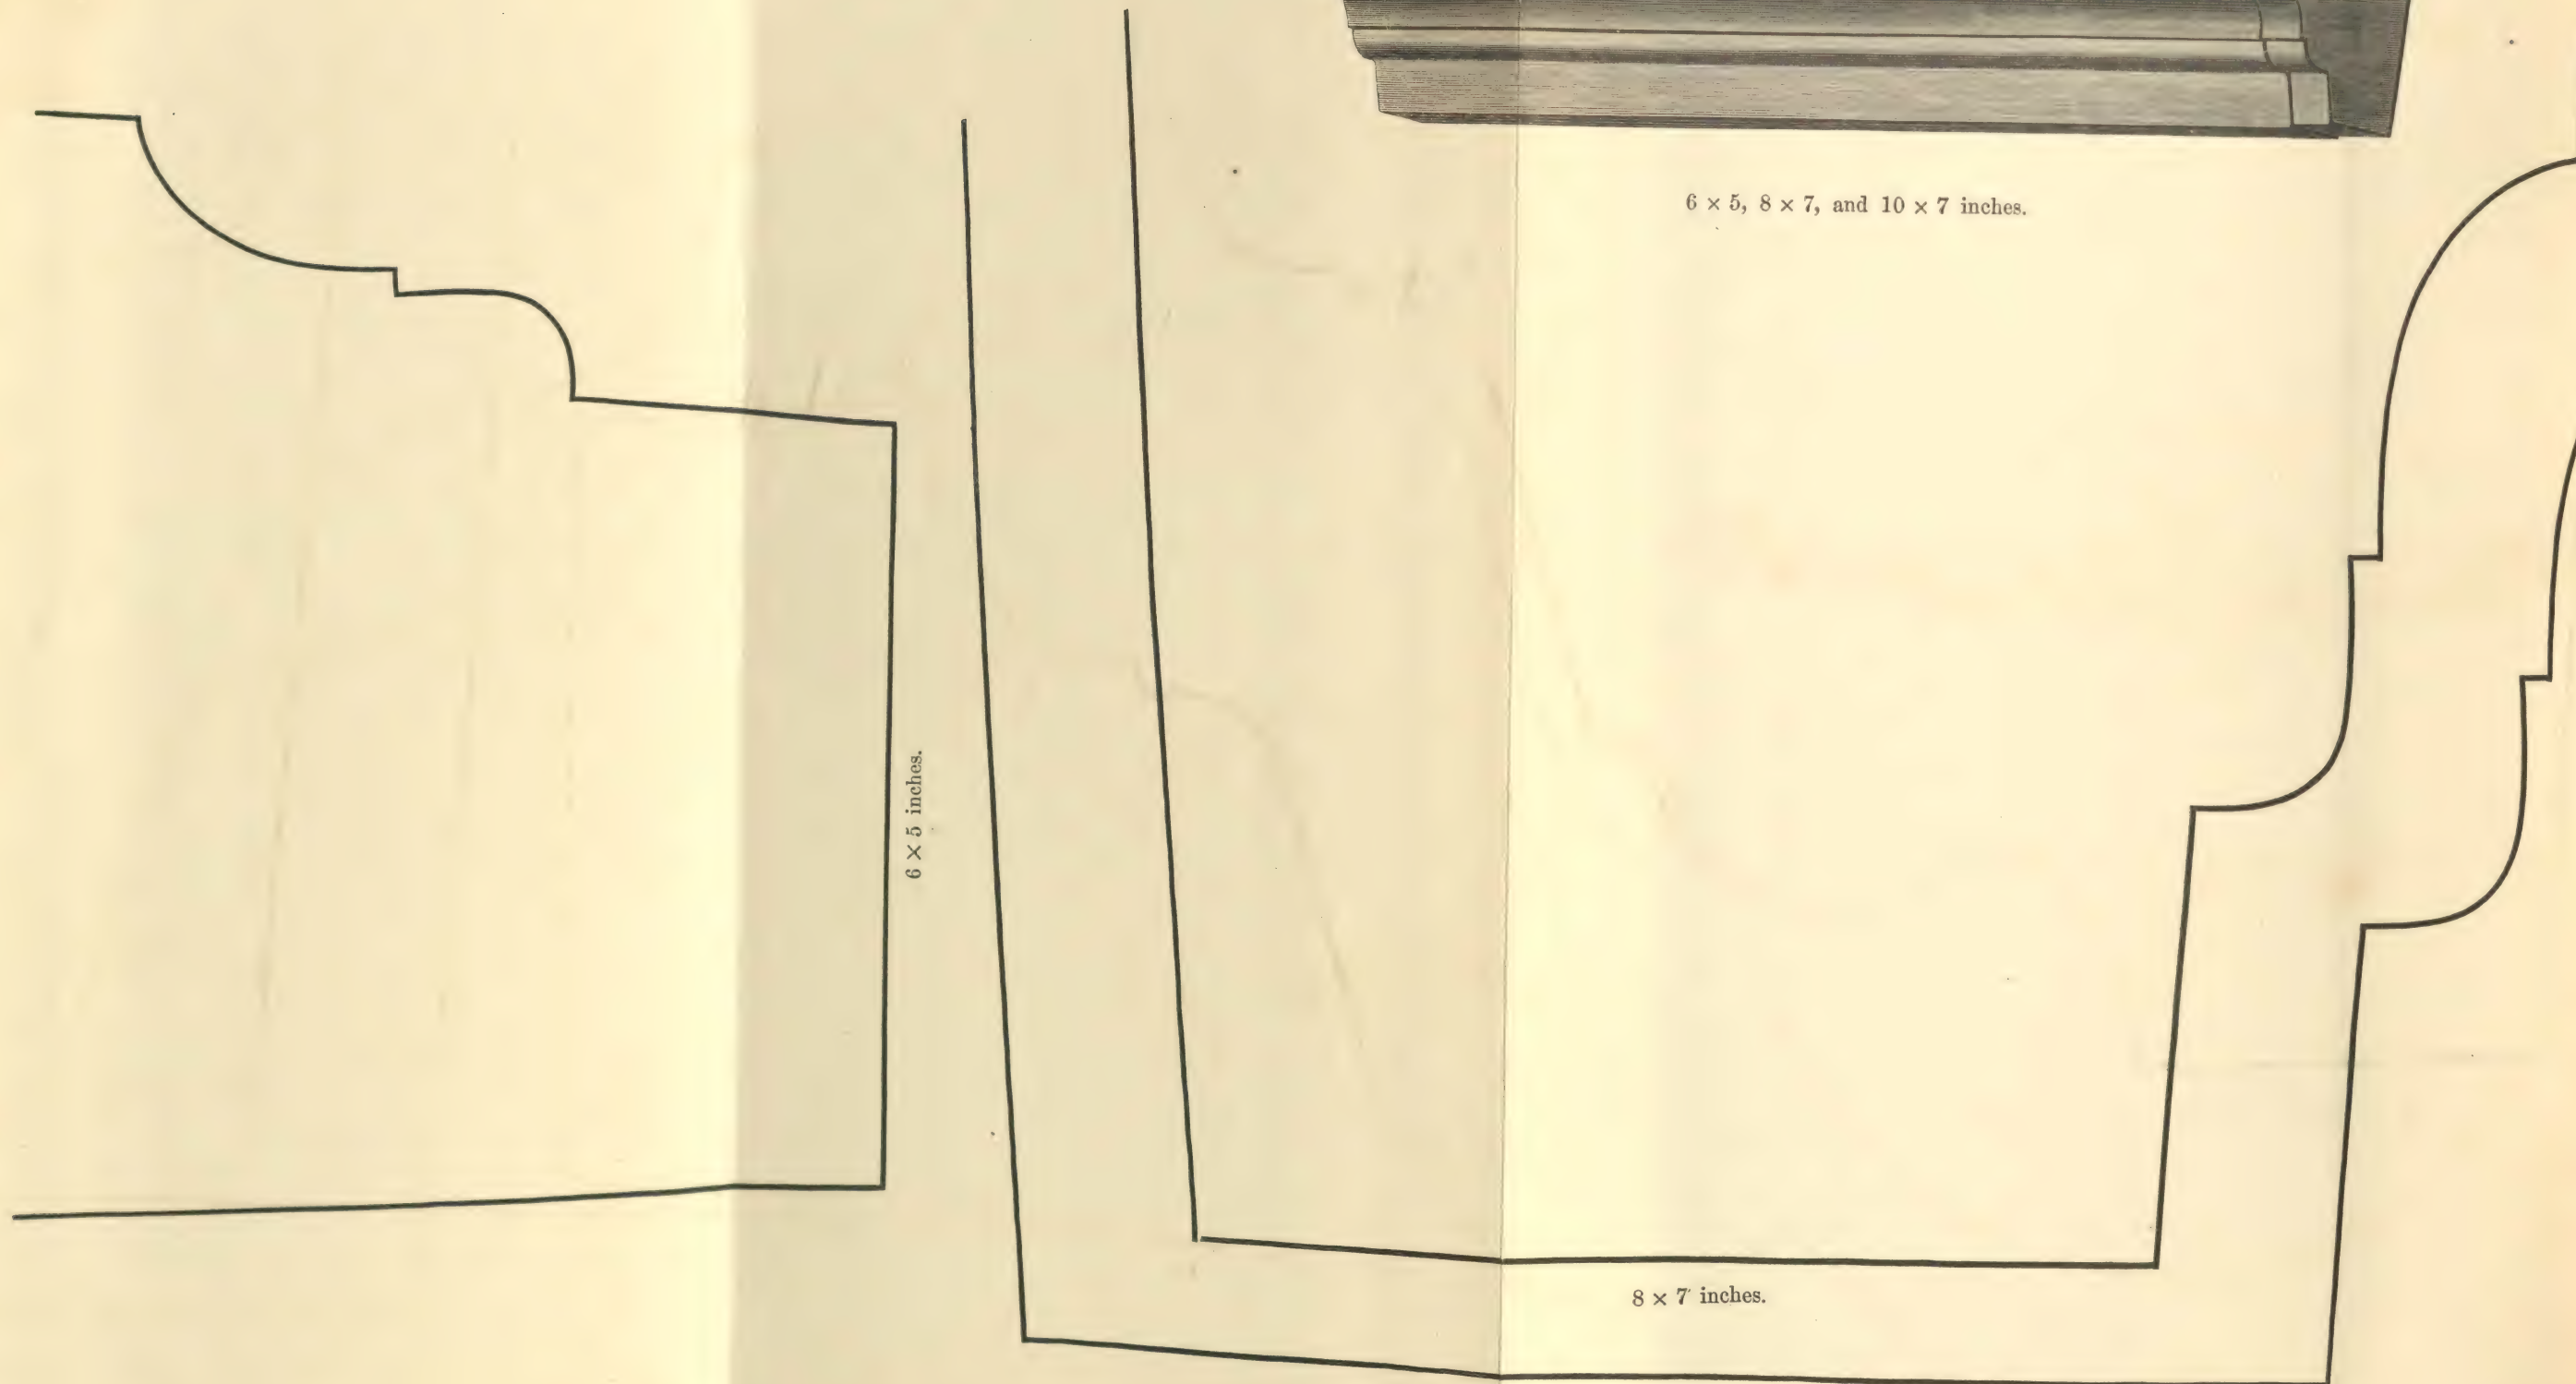 6 × 5, 8 × 7, and 10 × 7 inches.
6 × 5 inches.
8 × 7 inches.